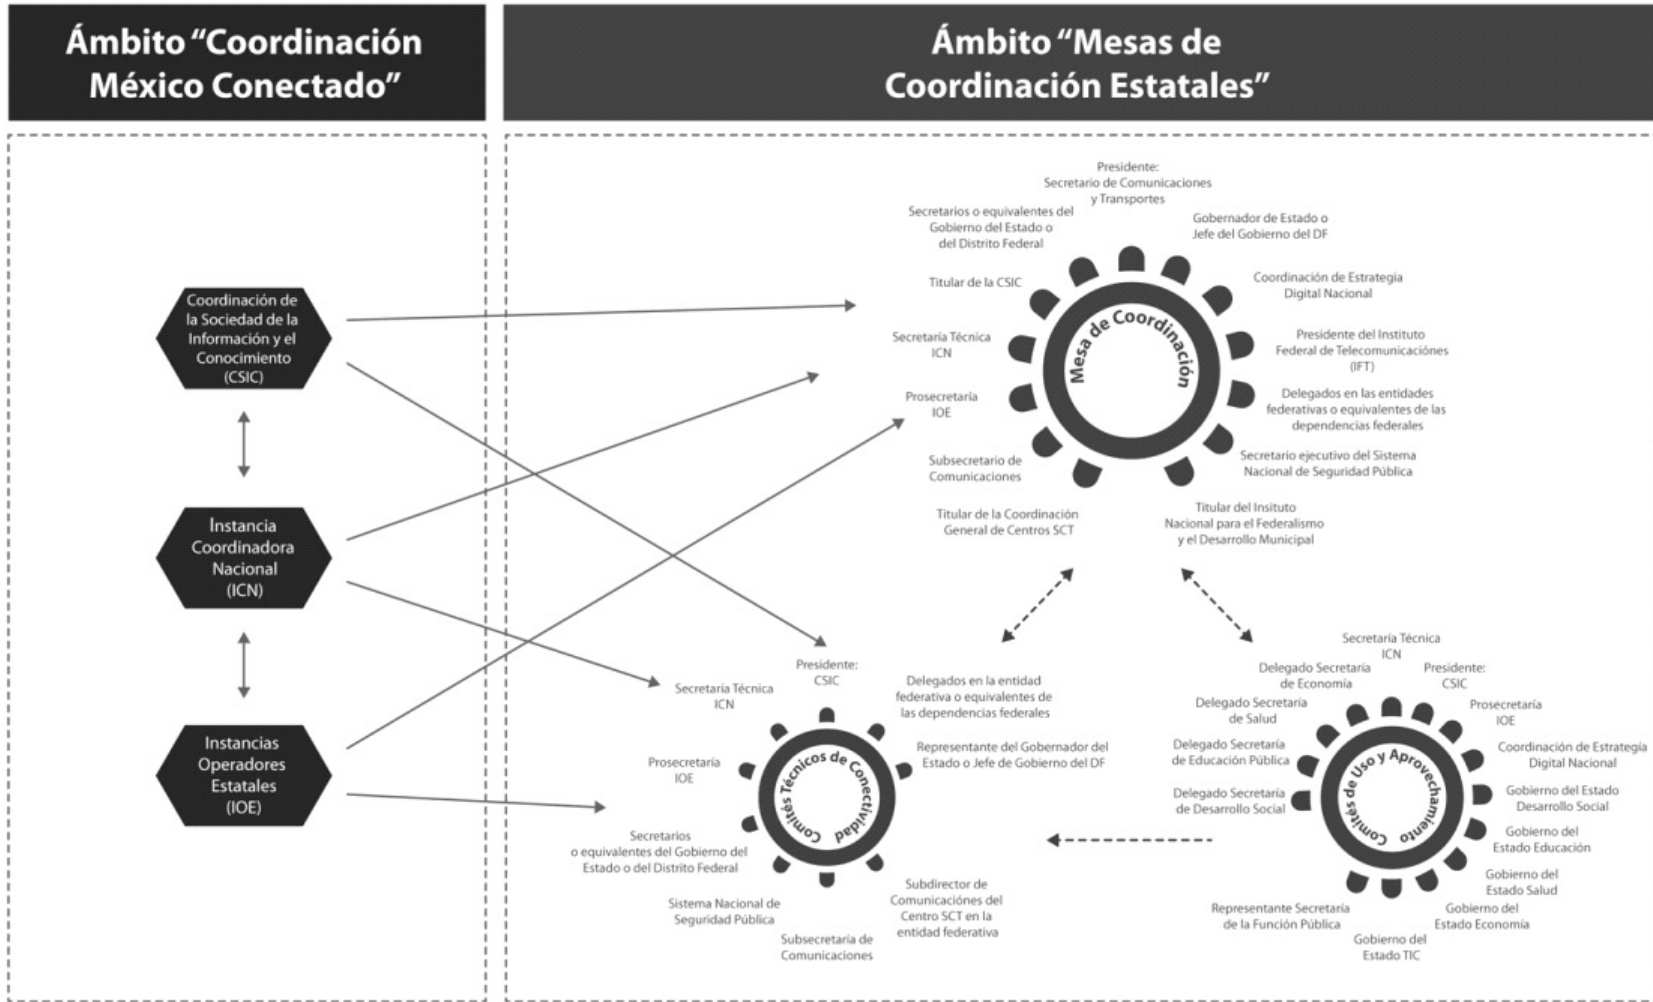 Ámbito “Coordinación
México Conectado”
Ámbito “Mesas de
Coordinación Estatales”
Coordinación de
la Sociedad de la
Información y el
Conocimiento
(CSIC)
Instancia
Coordinadora
Nacional
(ICN)
Instancias
Operadores
Estatales
(IOE)
Presidente:
Secretario de Comunicaciones
y Transportes
Secretarios o equivalentes del
Gobierno del Estado o
del Distrito Federal
Gobernador de Estado o
Jefe del Gobierno del DF
Titular de la CSIC
Coordinación de Estrategia
Digital Nacional
Secretaría Técnica
ICN
Presidente del Instituto
Federal de Telecomunicaciónes
(IFT)
Prosecretaría
IOE
Delegados en las entidades
federativas o equivalentes de las
dependencias federales
Subsecretario de
Comunicaciones
Secretario ejecutivo del Sistema
Nacional de Seguridad Pública
Titular de la Coordinación
General de Centros SCT
Titular del Insituto
Nacional para el Federalismo
y el Desarrollo Municipal
Mesa de Coordinación
Presidente:
CSIC
Secretaría Técnica
ICN
Delegados en la entidad
federativa o equivalentes de
las dependencias federales
Prosecretaría
IOE
Representante del Gobernador del
Estado o Jefe de Gobierno del DF
Secretarios
o equivalentes del Gobierno del
Estado o del Distrito Federal
Sistema Nacional de
Seguridad Pública
Subsecretaría de
Comunicaciones
Subdirector de
Comunicaciónes del
Centro SCT en la
entidad federativa
Comités Técnicos de Conectividad
Secretaría Técnica
ICN
Delegado Secretaría
de Economía
Presidente:
CSIC
Delegado Secretaría
de Salud
Prosecretaría
IOE
Delegado Secretaría
de Educación Pública
Coordinación de Estrategia
Digital Nacional
Delegado Secretaría
de Desarrollo Social
Gobierno del Estado
Desarrollo Social
Gobierno del
Estado Educación
Gobierno del
Estado Salud
Representante Secretaría
de la Función Pública
Gobierno del
Estado Economía
Gobierno del
Estado TIC
Comités de Uso y Aprovechamiento